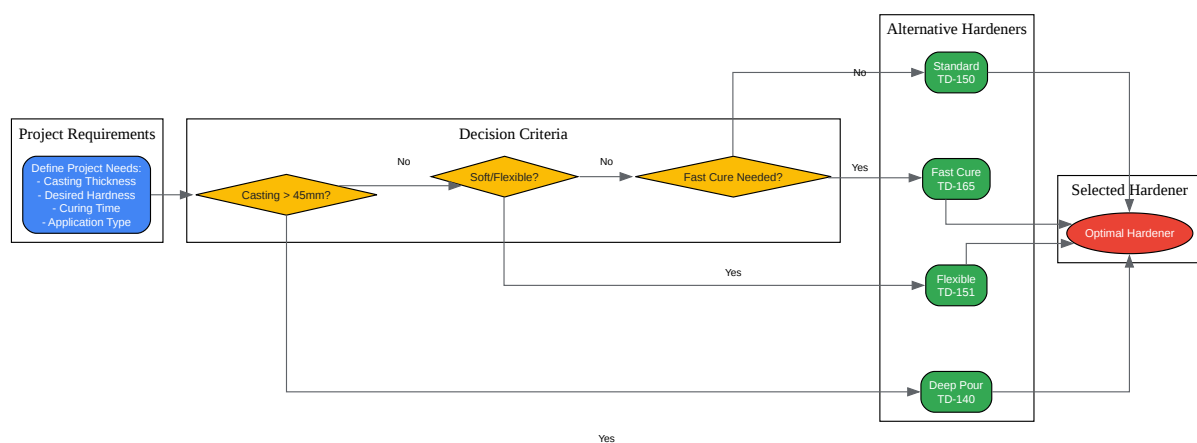 Project Requirements
Define Project Needs:
- Casting Thickness
- Desired Hardness
- Curing Time
- Application Type
Decision Criteria
Casting > 45mm?
No
Soft/Flexible?
No
Fast Cure Needed?
No
Yes
Yes
Yes
Alternative Hardeners
Standard
TD-150
Fast Cure
TD-165
Flexible
TD-151
Deep Pour
TD-140
Selected Hardener
Optimal Hardener